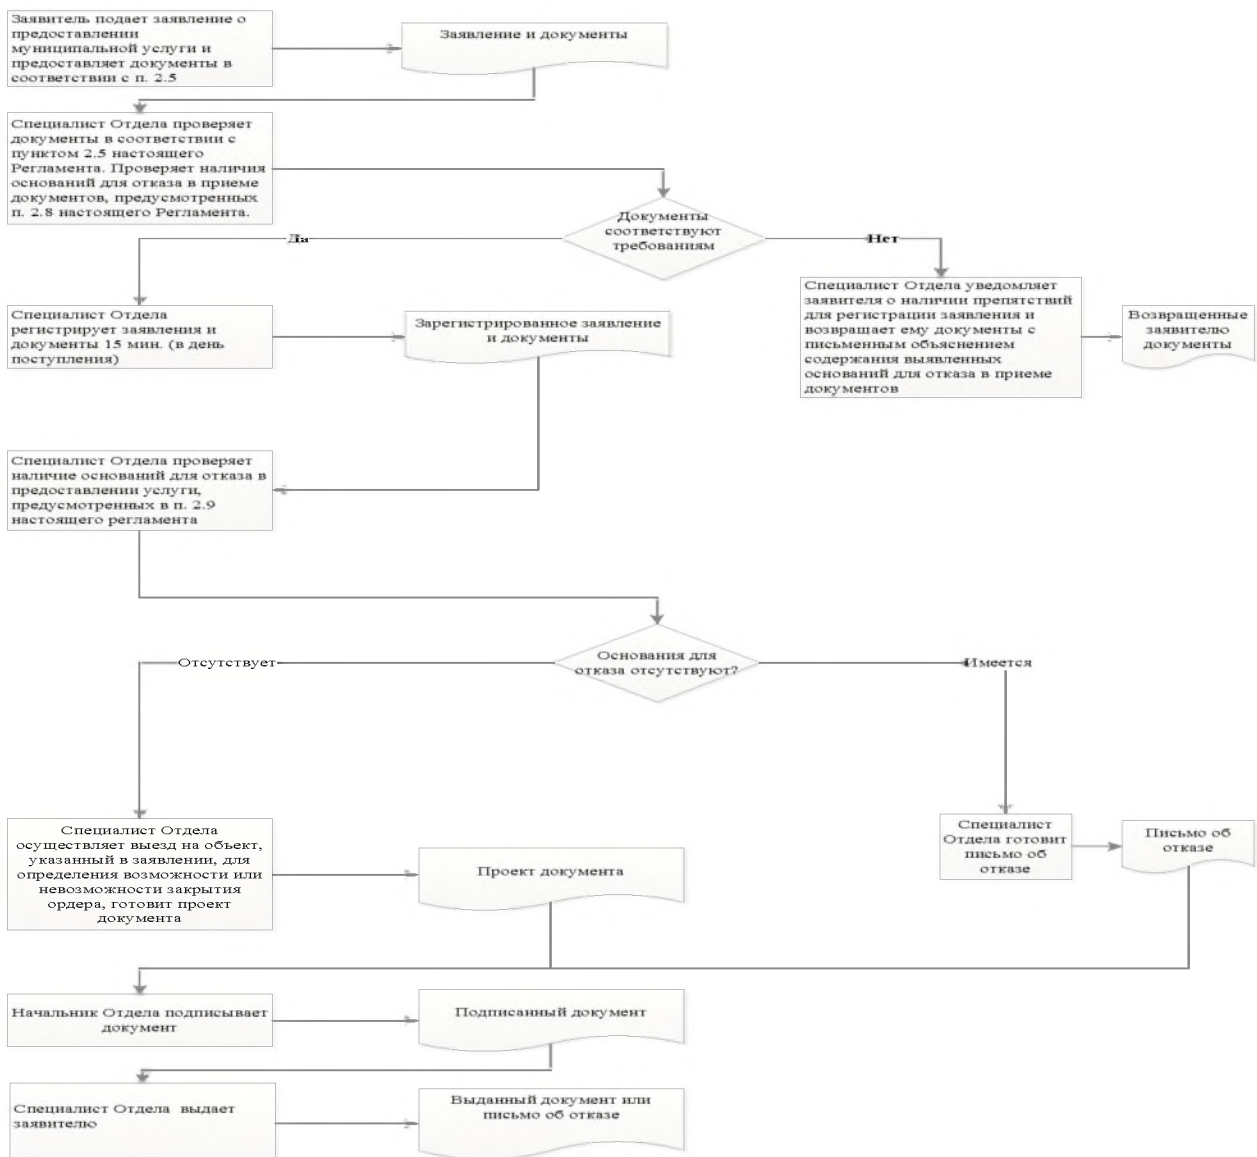 Заявитель подает заявление о
предоставлении
муниципальной услуги и
предоставляет документы в
соответствии с п. 2.5
Заявление и документы
Специалист Отдела проверяет
документы в соответствии с
пунктом 2.5 настоящего
Регламента. Проверяет наличия
оснований для отказа в приеме
документов, предусмотренных
п. 2.8 настоящего Регламента.
Документы
соответствуют
требованиям
Да
Нет
Специалист Отдела
регистрирует заявления и
документы 15 мин. (в день
поступления)
Зарегистрированное заявление
и документы
Специалист Отдела уведомляет
заявителя о наличии препятствий
для регистрации заявления и
возвращает ему документы с
письменным объяснением
содержания выявленных
оснований для отказа в приеме
документов
Возвращенные
заявителю
документы
Специалист Отдела проверяет
наличие оснований для отказа в
предоставлении услуги,
предусмотренных в п. 2.9
настоящего регламента
Основания для
отказа отсутствуют?
Отсутствует
Имеется
Специалист Отдела
осуществляет выезд на объект,
указанный в заявлении, для
определения возможности или
невозможности закрытия
ордера, готовит проект
документа
Проект документа
Специалист
Отдела готовит
письмо об
отказе
Письмо об
отказе
Начальник Отдела подписывает
документ
Подписанный документ
Специалист Отдела  выдает
заявителю
Выданный документ или
письмо об отказе